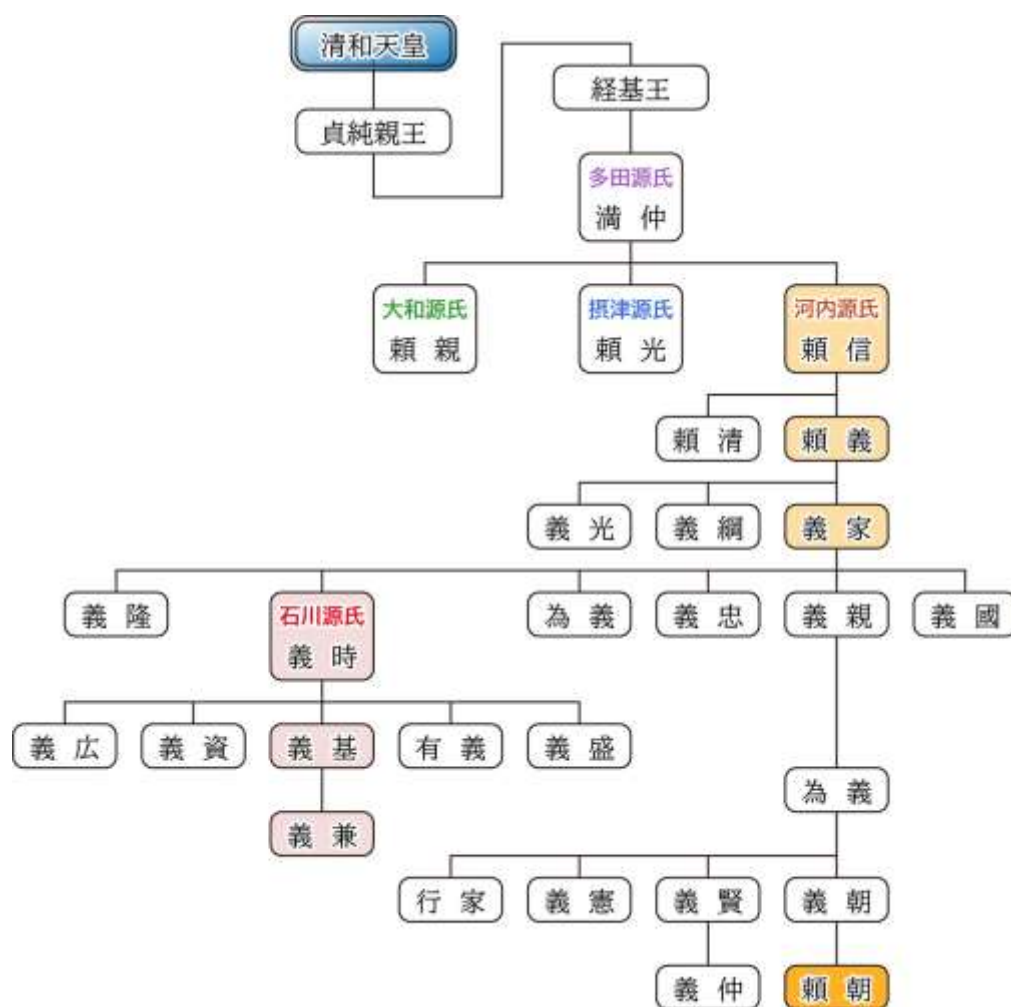 清和天皇
経基王
貞純親王
多田源氏
満 仲
大和源氏
頼 親
摂津源氏
頼 光
河内源氏
頼 信
頼 清
頼 義
義 光
義 綱
義 家
義 隆
石川源氏
義 時
為 義
義 忠
義 親
義 國
義 広
義 資
義 基
有 義
義 盛
為 義
義 兼
行 家
義 憲
義 賢
義 朝
義 仲
頼 朝